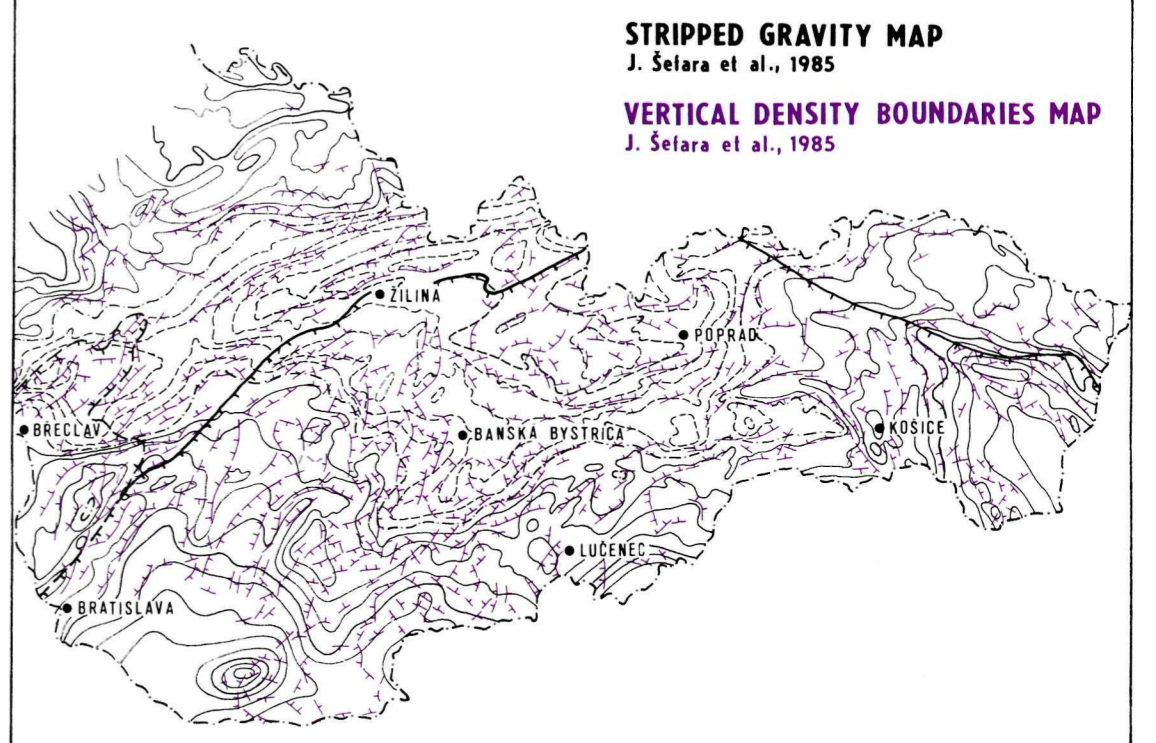 STRIPPED GRAVITY MAP
J. Šefara et al., 1985
VERTICAL DENSITY BOUNDARIES MAP
J. Šefara et al., 1985
ŽILINA
POPRAD
BŘECLAV
BANSKÁ BYSTRICA
KOŠICE
LUČENEC
BRATISLAVA